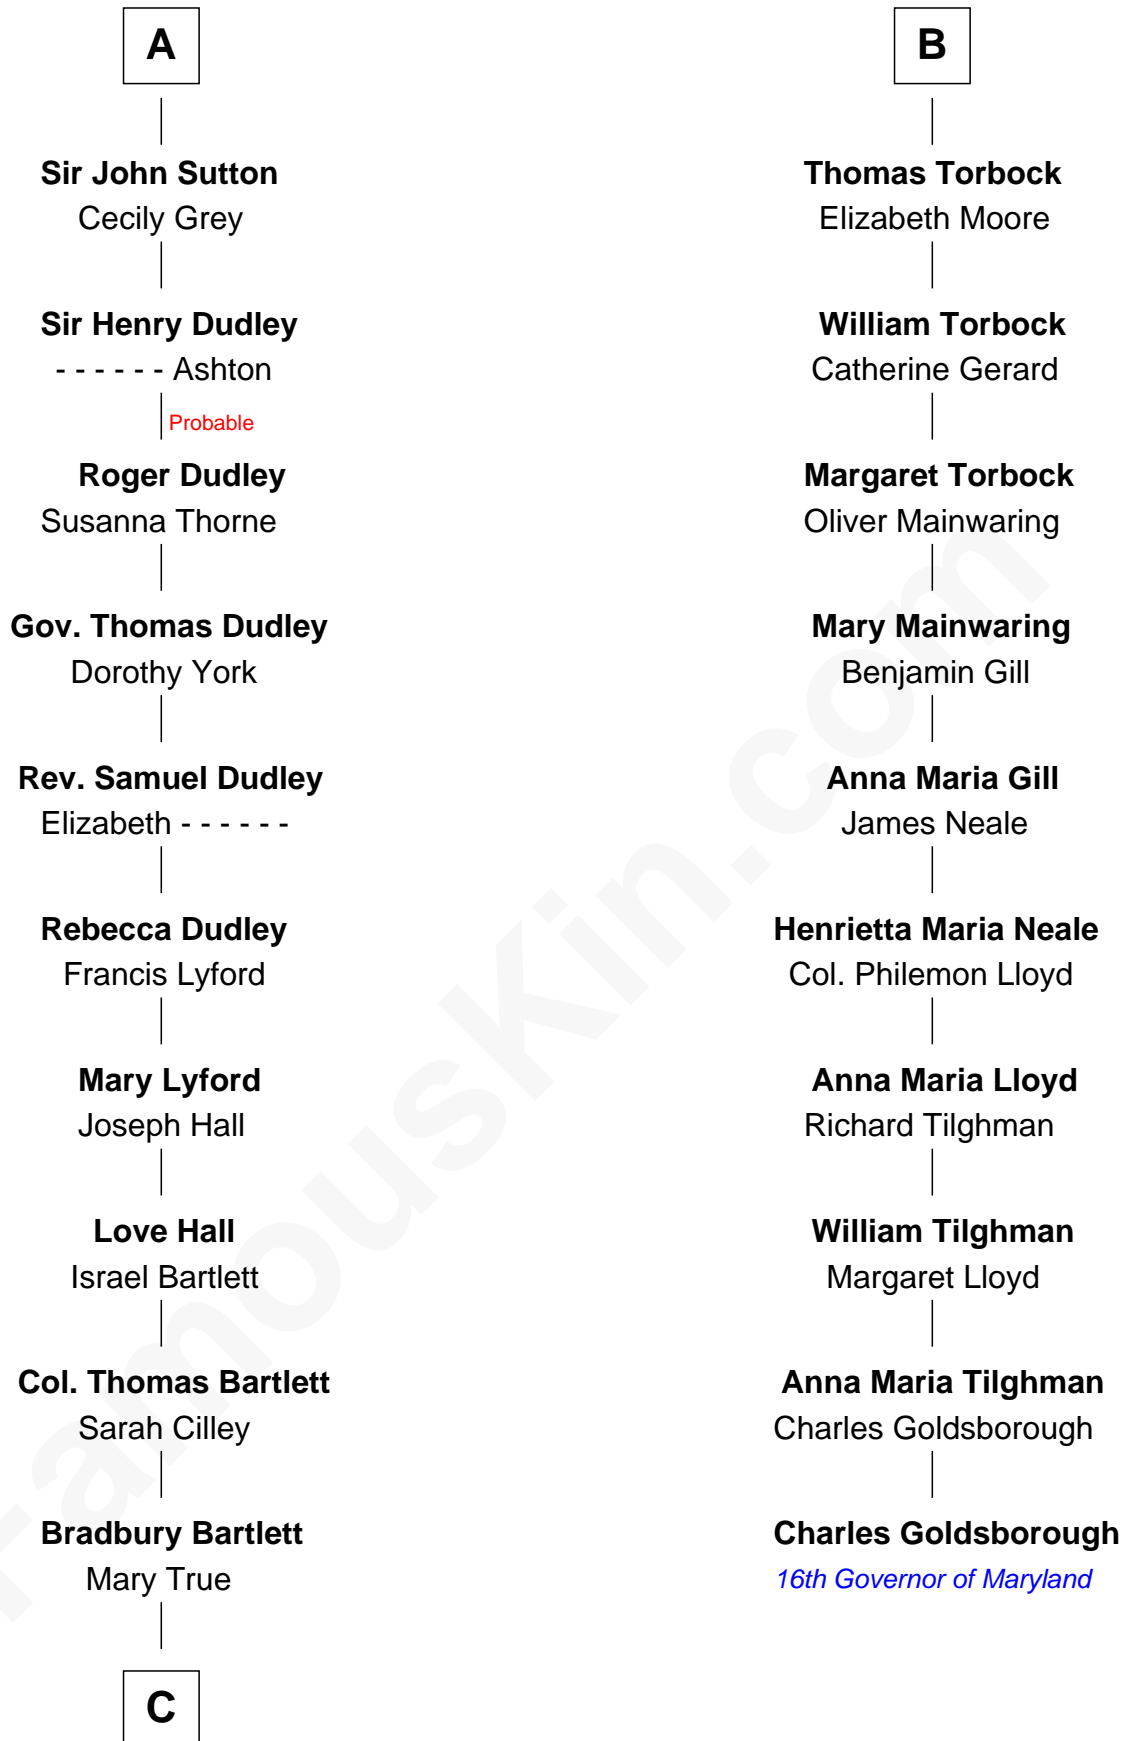 A
Sir John Sutton
Cecily Grey
Sir Henry Dudley
- - - - - - Ashton
Probable
Roger Dudley
Susanna Thorne
Gov. Thomas Dudley
Dorothy York
Rev. Samuel Dudley
Elizabeth - - - - - -
Rebecca Dudley
Francis Lyford
Mary Lyford
Joseph Hall
Love Hall
Israel Bartlett
Col. Thomas Bartlett
Sarah Cilley
Bradbury Bartlett
Mary True
C
B
Thomas Torbock
Elizabeth Moore
William Torbock
Catherine Gerard
Margaret Torbock
Oliver Mainwaring
Mary Mainwaring
Benjamin Gill
Anna Maria Gill
James Neale
Henrietta Maria Neale
Col. Philemon Lloyd
Anna Maria Lloyd
Richard Tilghman
William Tilghman
Margaret Lloyd
Anna Maria Tilghman
Charles Goldsborough
Charles Goldsborough
16th Governor of Maryland
FamousKin.com